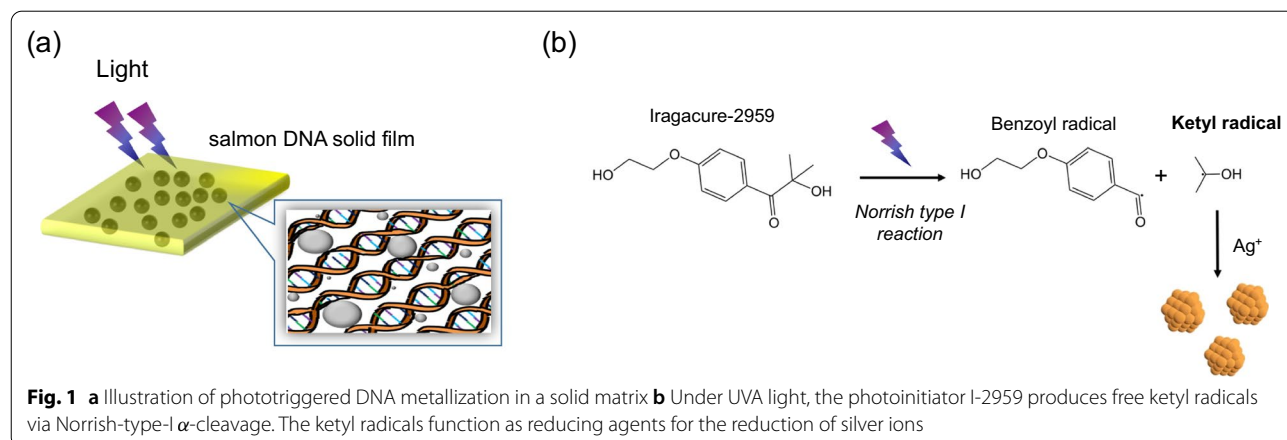 (a)
Light
salmon DNA solid film
(b)
Iragacure-2959
HO
O
O
OH
Norrish type I
reaction
Benzoyl radical
HO
O
O
+
Ketyl radical
OH
Ag⁺
Fig. 1 a Illustration of phototriggered DNA metallization in a solid matrix b Under UVA light, the photoinitiator I-2959 produces free ketyl radicals
via Norrish-type-I α-cleavage. The ketyl radicals function as reducing agents for the reduction of silver ions